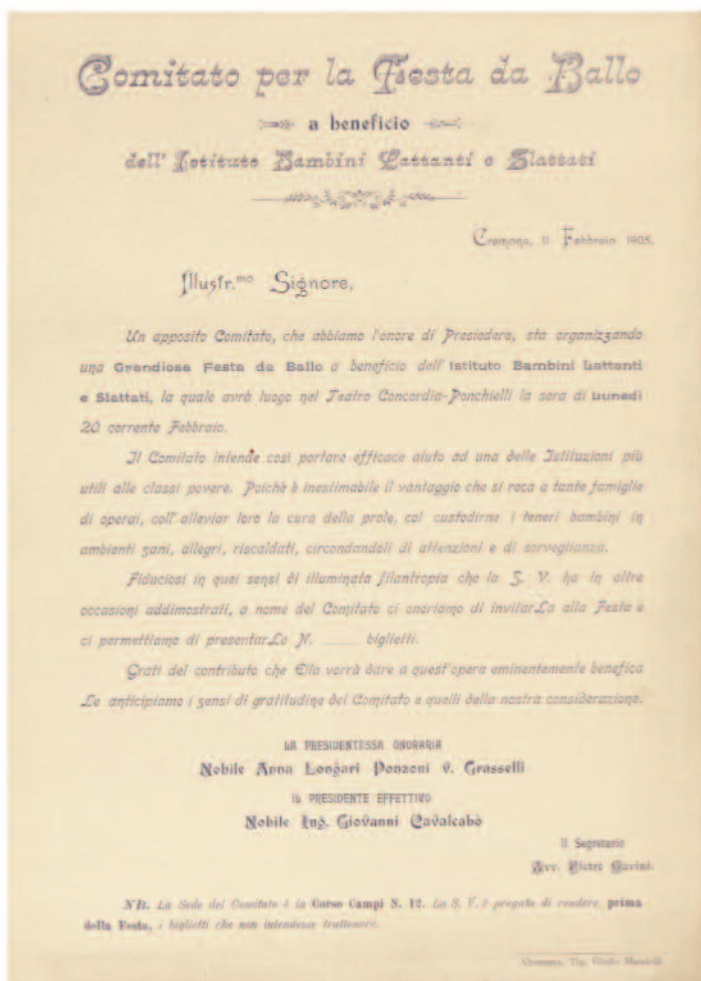 Comitato per la Festa da Ballo
a beneficio
dell' Istituto Bambini Lattanti e Slattati
Cremona, 11 Febbraio 1905.
Illustr.mo Signore,
Un apposito Comitato, che abbiamo l'onore di Presiedere, sta organizzando
una Grandiosa Festa da Ballo a beneficio dell' Istituto Bambini Lattanti
e Slattati, la quale avrà luogo nel Teatro Concordia-Ponchielli la sera di Lunedì
20 corrente Febbraio.
Il Comitato intende così portare efficace aiuto ad una delle Istituzioni più
utili alle classi povere. Poichè è inestimabile il vantaggio che si reca a tante famiglie
di operai, coll' alleviar loro la cura della prole, col custodirne i teneri bambini in
ambienti sani, allegri, riscaldati, circondandoli di attenzioni e di sorveglianza.
Fiduciosi in quei sensi di illuminata filantropia che la S. V. ha in altre
occasioni addimostrati, a nome del Comitato ci onoriamo di invitarLa alla Festa e
ci permettiamo di presentarLe N. ........ biglietti.
Grati del contributo che Ella vorrà dare a quest'opera eminentemente benefica
Le anticipiamo i sensi di gratitudine del Comitato e quelli della nostra considerazione.
LA PRESIDENTESSA ONORARIA
Nobile Anna Longari Ponzoni v. Grasselli
IL PRESIDENTE EFFETTIVO
Nobile Ing. Giovanni Cavalcabò
Il Segretario
Avv. Pietro Gavini.
NB. La Sede del Comitato è in Corso Campi N. 12. La S. V. è pregata di rendere, prima
della Festa, i biglietti che non intendesse trattenere.
Cremona, Tip. Giulio Mandelli